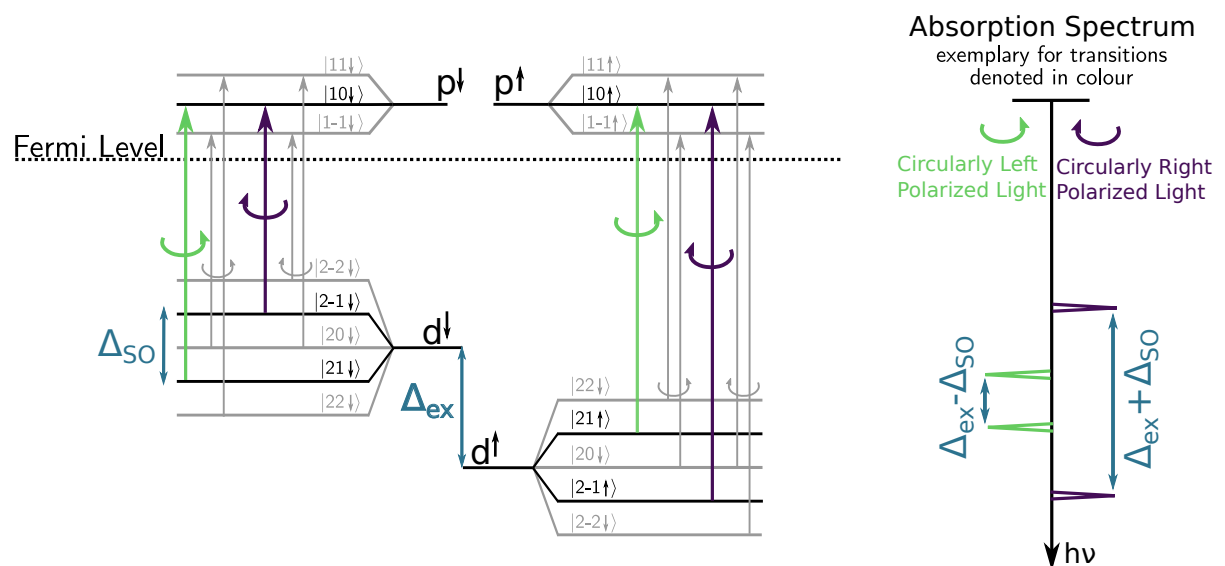 Absorption Spectrum
exemplary for transitions
denoted in colour
|11↓⟩
|10↓⟩
|1-1↓⟩
p↓
p↑
|11↑⟩
|10↑⟩
|1-1↑⟩
Fermi Level
Circularly Left
Polarized Light
Circularly Right
Polarized Light
|2-2↓⟩
|2-1↓⟩
|20↓⟩
|21↓⟩
|22↓⟩
ΔSO
d↓
Δex
d↑
|22↓⟩
|21↑⟩
|20↓⟩
|2-1↑⟩
|2-2↓⟩
Δex-ΔSO
Δex+ΔSO
hν